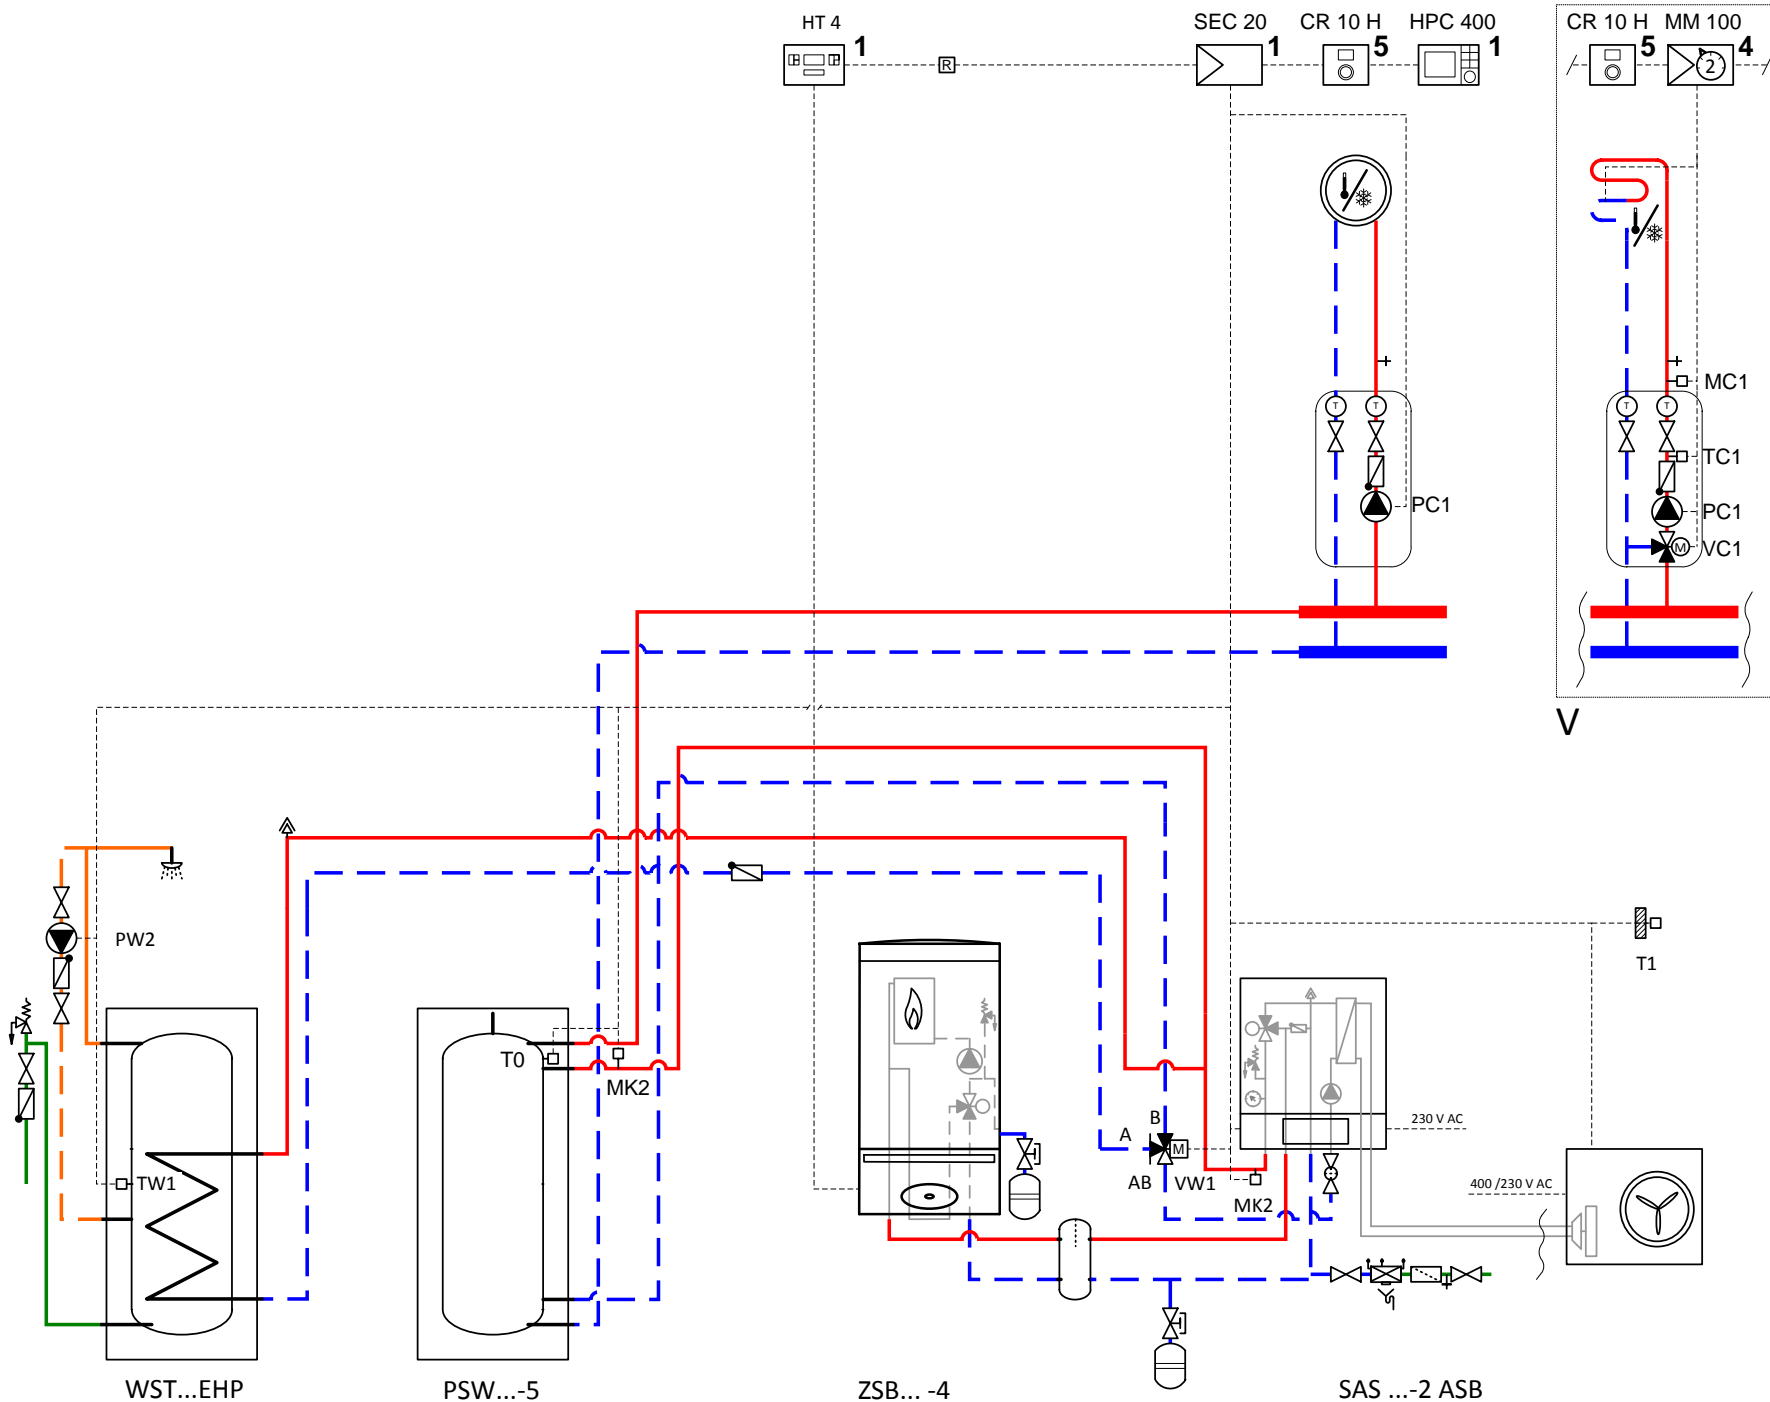 HT 4
SEC 20
CR 10 H
HPC 400
CR 10 H
MM 100
1
1
5
1
5
4
R
2
MC1
T
T
T
T
TC1
PC1
PC1
M
VC1
V
PW2
T1
T0
MK2
B
230 V AC
A
M
TW1
AB
VW1
400 /230 V AC
MK2
WST...EHP
PSW...-5
ZSB... -4
SAS ...-2 ASB